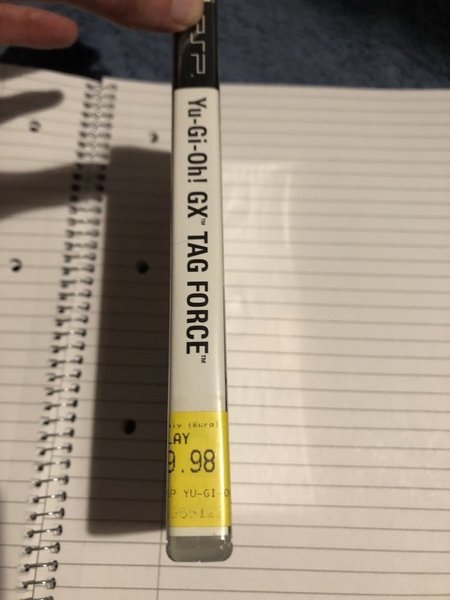 PSP
Yu-Gi-Oh! GX™ TAG FORCE™
(Euro)
LAY
9.98
YU-GI-O